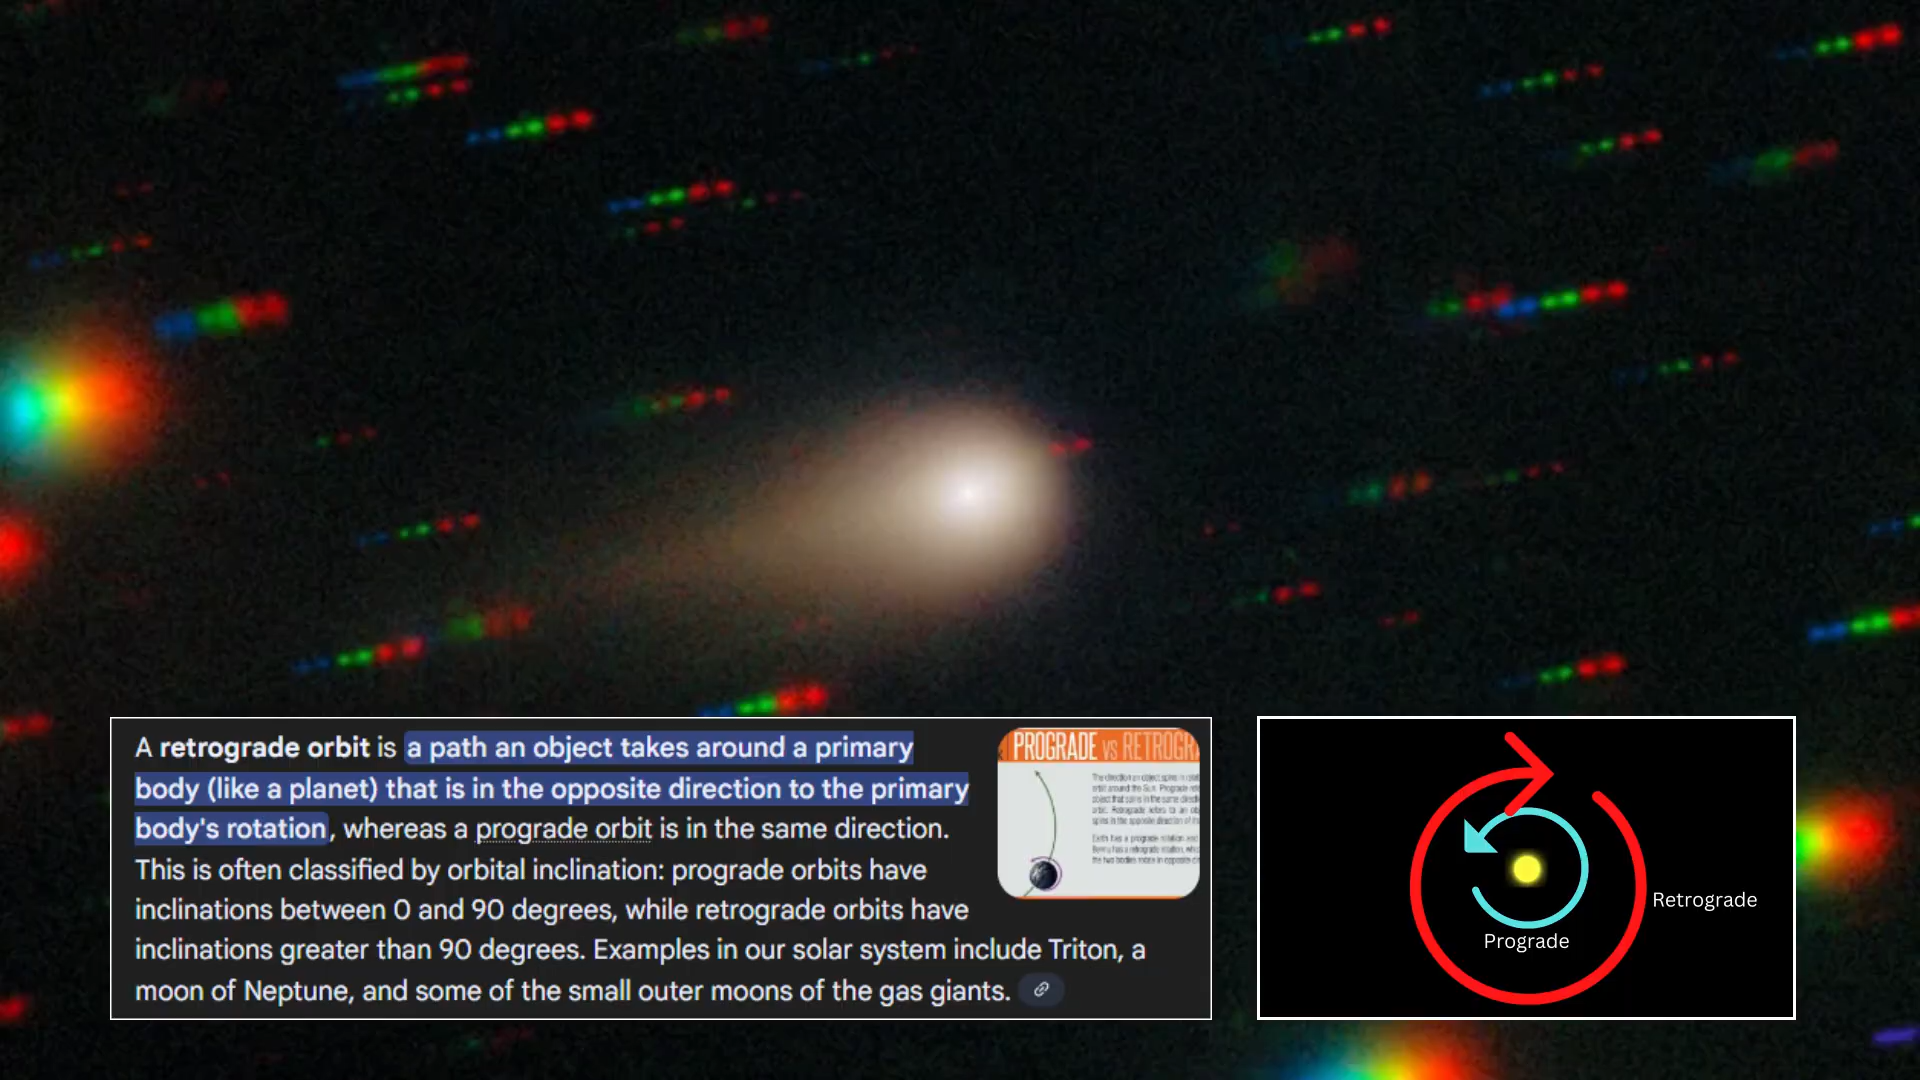 A retrograde orbit is a path an object takes around a primary
body (like a planet) that is in the opposite direction to the primary
body's rotation, whereas a prograde orbit is in the same direction.
This is often classified by orbital inclination: prograde orbits have
inclinations between 0 and 90 degrees, while retrograde orbits have
inclinations greater than 90 degrees. Examples in our solar system include Triton, a
moon of Neptune, and some of the small outer moons of the gas giants.
PROGRADE vs RETROGR
Retrograde
Prograde